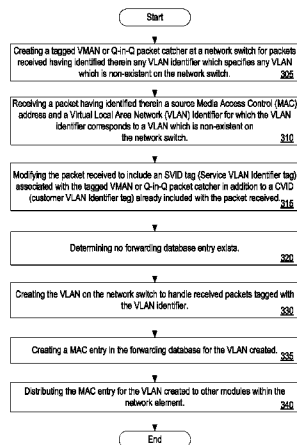 Start
Creating a tagged VMAN or Q-in-Q packet catcher at a network switch for packets
received having identified therein any VLAN identifier which specifies any VLAN
which is non-existent on the network switch.
305
Receiving a packet having identified therein a source Media Access Control (MAC)
address and a Virtual Local Area Network (VLAN) Identifier for which the VLAN
identifier corresponds to a VLAN which is non-existent on
the network switch.
310
Modifying the packet received to include an SVID tag (Service VLAN Identifier tag)
associated with the tagged VMAN or Q-in-Q packet catcher in addition to a CVID
(customer VLAN Identifier tag) already included with the packet received.
315
Determining no forwarding database entry exists.
320
Creating the VLAN on the network switch to handle received packets tagged with
the VLAN identifier.
330
Creating a MAC entry in the forwarding database for the VLAN created.
335
Distributing the MAC entry for the VLAN created to other modules within the
network element.
340
End